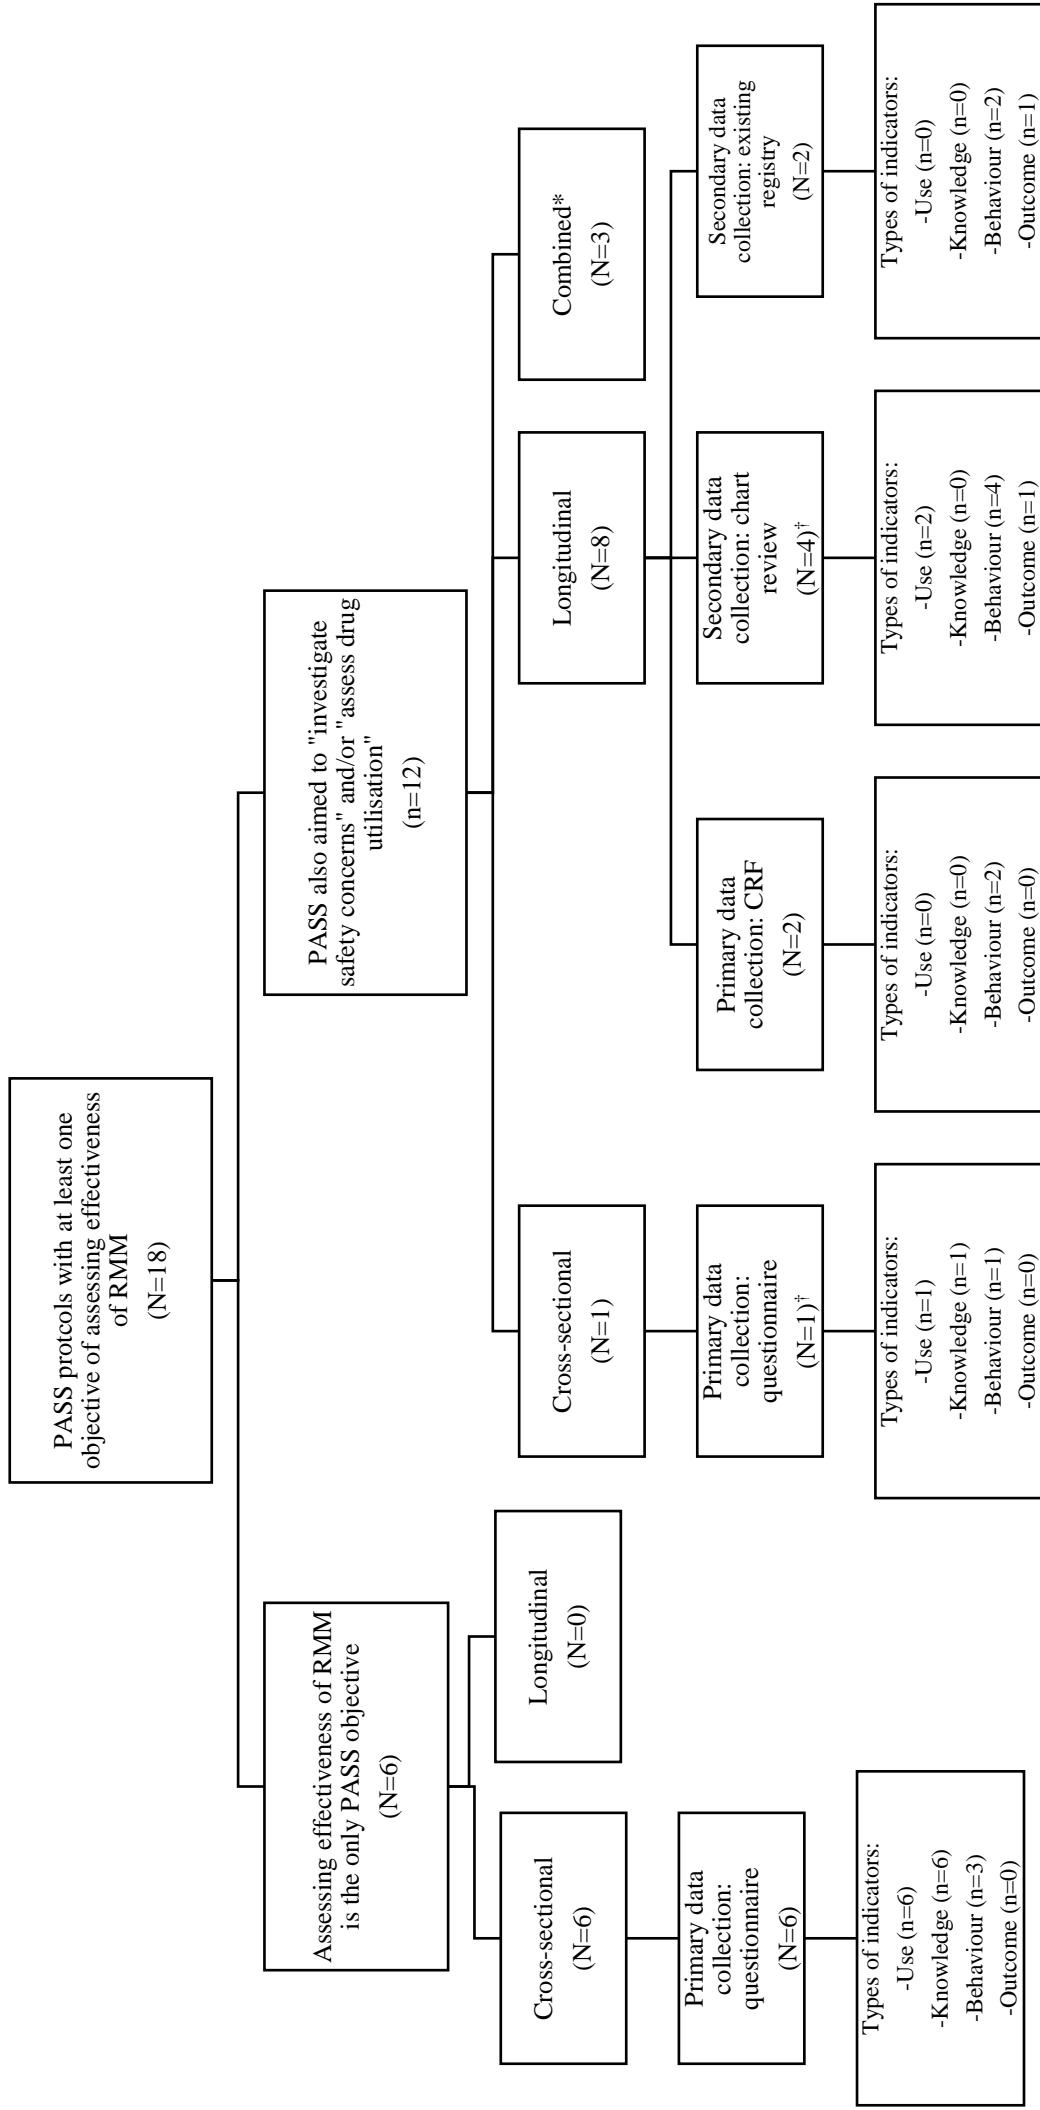 PASS protcols with at least one
objective of assessing effectiveness
of RMM
(N=18)
Assessing effectiveness of RMM
is the only PASS objective
(N=6)
PASS also aimed to "investigate
safety concerns" and/or "assess drug
utilisation"
(n=12)
Cross-sectional
(N=6)
Longitudinal
(N=0)
Cross-sectional
(N=1)
Longitudinal
(N=8)
Combined*
(N=3)
Primary data
collection:
questionnaire
(N=6)
Primary data
collection:
questionnaire
(N=1)†
Primary data
collection: CRF
(N=2)
Secondary data
collection: chart
review
(N=4)†
Secondary data
collection: existing
registry
(N=2)
Types of indicators:
-Use (n=6)
-Knowledge (n=6)
-Behaviour (n=3)
-Outcome (n=0)
Types of indicators:
-Use (n=1)
-Knowledge (n=1)
-Behaviour (n=1)
-Outcome (n=0)
Types of indicators:
-Use (n=0)
-Knowledge (n=0)
-Behaviour (n=2)
-Outcome (n=0)
Types of indicators:
-Use (n=2)
-Knowledge (n=0)
-Behaviour (n=4)
-Outcome (n=1)
Types of indicators:
-Use (n=0)
-Knowledge (n=0)
-Behaviour (n=2)
-Outcome (n=1)